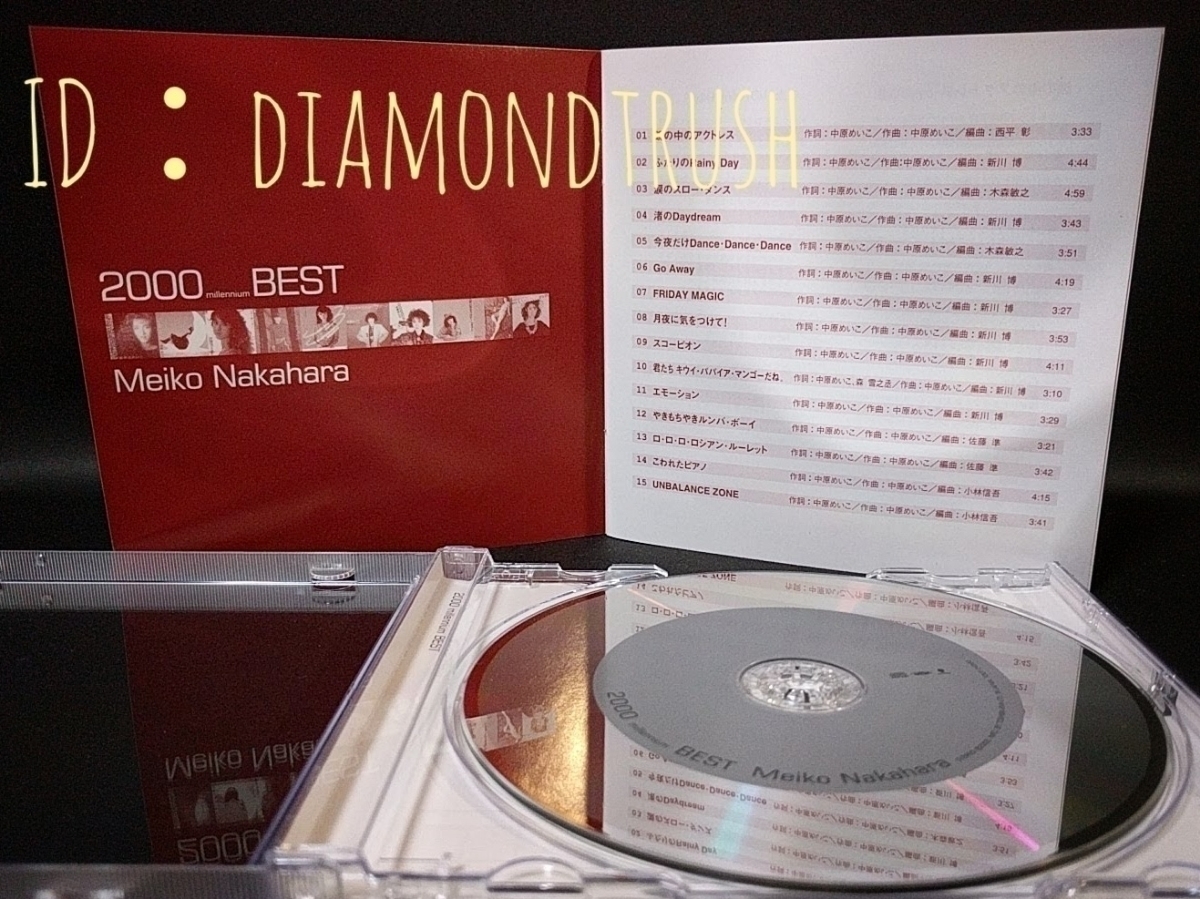 ID : DIAMONDTRUSH
2000 millennium BEST
Meiko Nakahara
01 この中のアクトレス 作詞：中原めいこ／作曲：中原めいこ／編曲：西平 彰 3:33
02 ふたりのRainy Day 作詞：中原めいこ／作曲：中原めいこ／編曲：新川 博 4:44
03 涙のスロー・ダンス 作詞：中原めいこ／作曲：中原めいこ／編曲：木森敏之 4:59
04 渚のDaydream 作詞：中原めいこ／作曲：中原めいこ／編曲：新川 博 3:43
05 今夜だけDance・Dance・Dance 作詞：中原めいこ／作曲：中原めいこ／編曲：木森敏之 3:51
06 Go Away 作詞：中原めいこ／作曲：中原めいこ／編曲：新川 博 4:19
07 FRIDAY MAGIC 作詞：中原めいこ／作曲：中原めいこ／編曲：新川 博 3:27
08 月夜に気をつけて! 作詞：中原めいこ／作曲：中原めいこ／編曲：新川 博 3:53
09 スコーピオン 作詞：中原めいこ／作曲：中原めいこ／編曲：新川 博 4:11
10 君たち キウイ・パパイア・マンゴーだね。 作詞：中原めいこ、森 雪之丞／作曲：中原めいこ／編曲：新川 博 3:10
11 エモーション 作詞：中原めいこ／作曲：中原めいこ／編曲：新川 博 3:29
12 やきもちやきルンバ・ボーイ 作詞：中原めいこ／作曲：中原めいこ／編曲：佐藤 準 3:21
13 ロ・ロ・ロ・ロシアン・ルーレット 作詞：中原めいこ／作曲：中原めいこ／編曲：佐藤 準 3:42
14 こわれたピアノ 作詞：中原めいこ／作曲：中原めいこ／編曲：小林信吾 4:15
15 UNBALANCE ZONE 作詞：中原めいこ／作曲：中原めいこ／編曲：小林信吾 3:41
2000 millennium BEST
2000 millennium BEST Meiko Nakahara